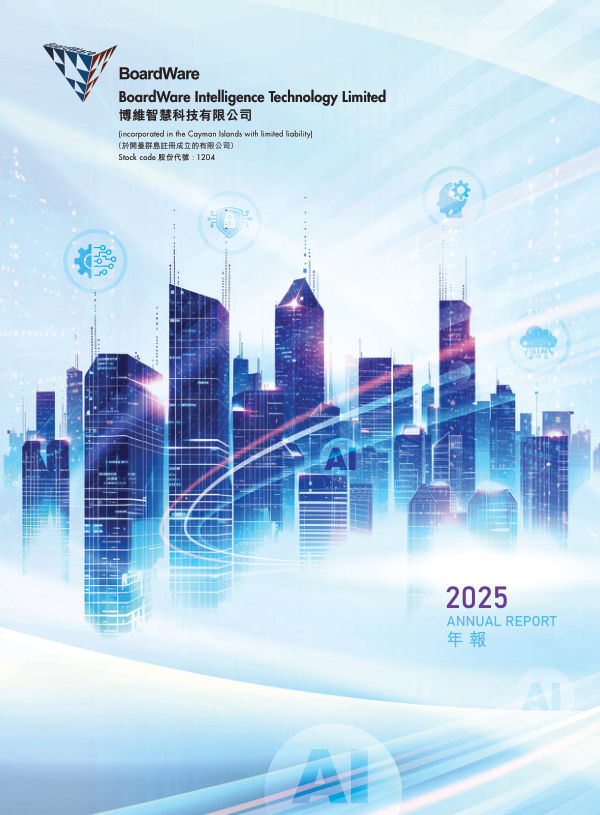 BoardWare
BoardWare Intelligence Technology Limited
博維智慧科技有限公司
(incorporated in the Cayman Islands with limited liability)
(於開曼群島註冊成立的有限公司)
Stock code 股份代號 : 1204
AI
2025
ANNUAL REPORT
年報
AI
AI